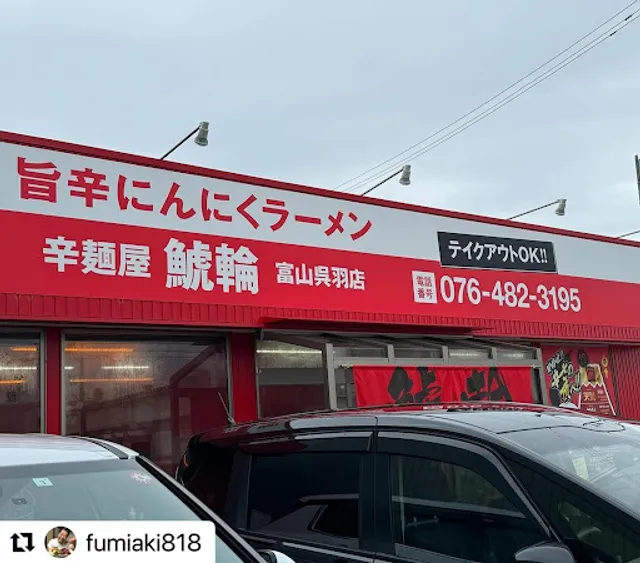 旨辛にんにくラーメン
辛麺屋 鯱輪 富山呉羽店
テイクアウトOK!!
電話番号 076-482-3195
fumiaki818